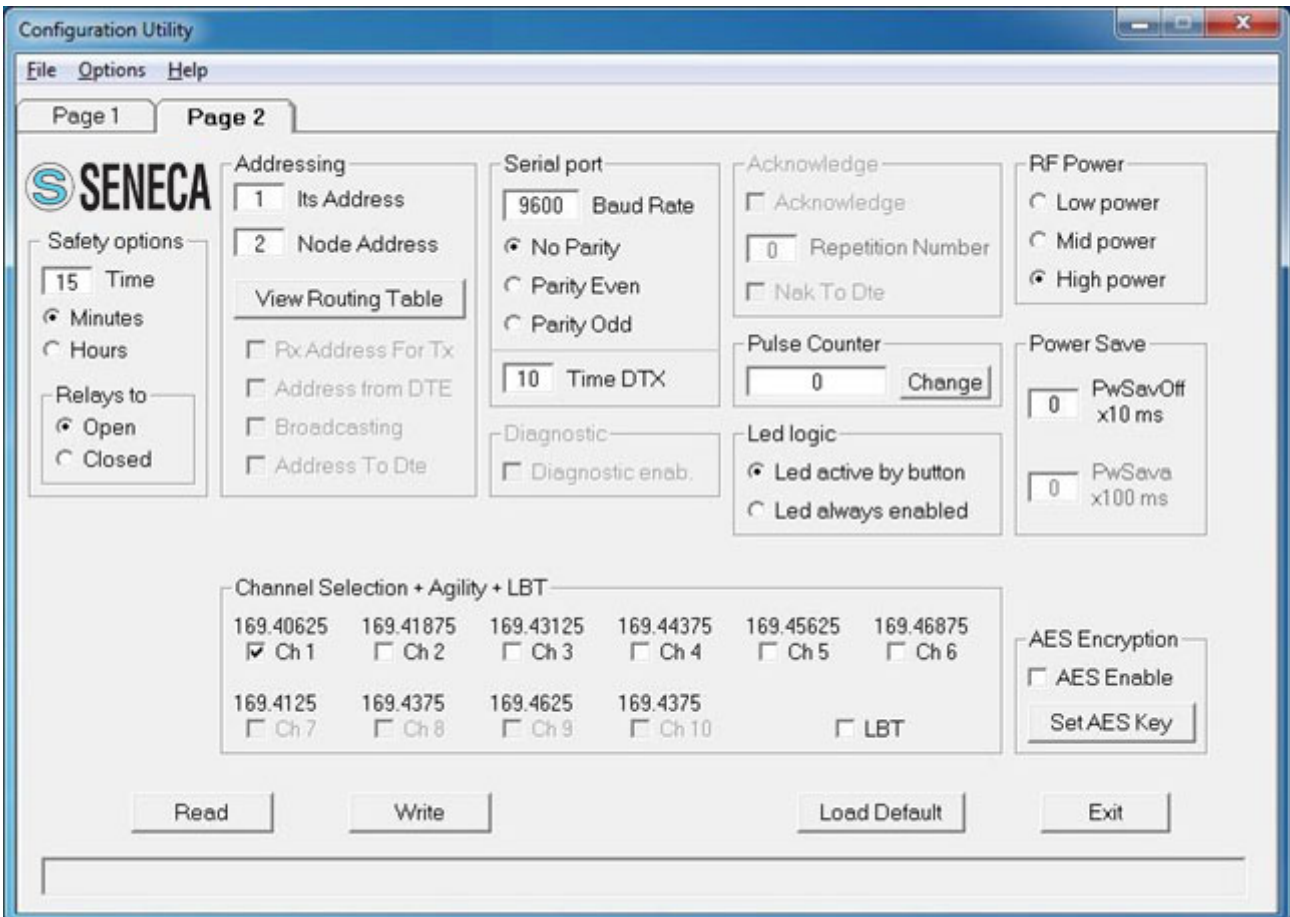 Configuration Utility
File Options Help
Page 1 Page 2
S SENECA
Safety options
15 Time
Minutes
Hours
Relays to
Open
Closed
Addressing
1 Its Address
2 Node Address
View Routing Table
Rx Address For Tx
Address from DTE
Broadcasting
Address To Dte
Serial port
9600 Baud Rate
No Parity
Parity Even
Parity Odd
10 Time DTX
Diagnostic
Diagnostic enab.
Acknowledge
Acknowledge
0 Repetition Number
Nak To Dte
Pulse Counter
0 Change
Led logic
Led active by button
Led always enabled
RF Power
Low power
Mid power
High power
Power Save
0 PwSavOff
x10 ms
0 PwSava
x100 ms
Channel Selection + Agility + LBT
169.40625 169.41875 169.43125 169.44375 169.45625 169.46875
Ch 1 Ch 2 Ch 3 Ch 4 Ch 5 Ch 6
169.4125 169.4375 169.4625 169.4375
Ch 7 Ch 8 Ch 9 Ch 10 LBT
AES Encryption
AES Enable
Set AES Key
Read Write Load Default Exit